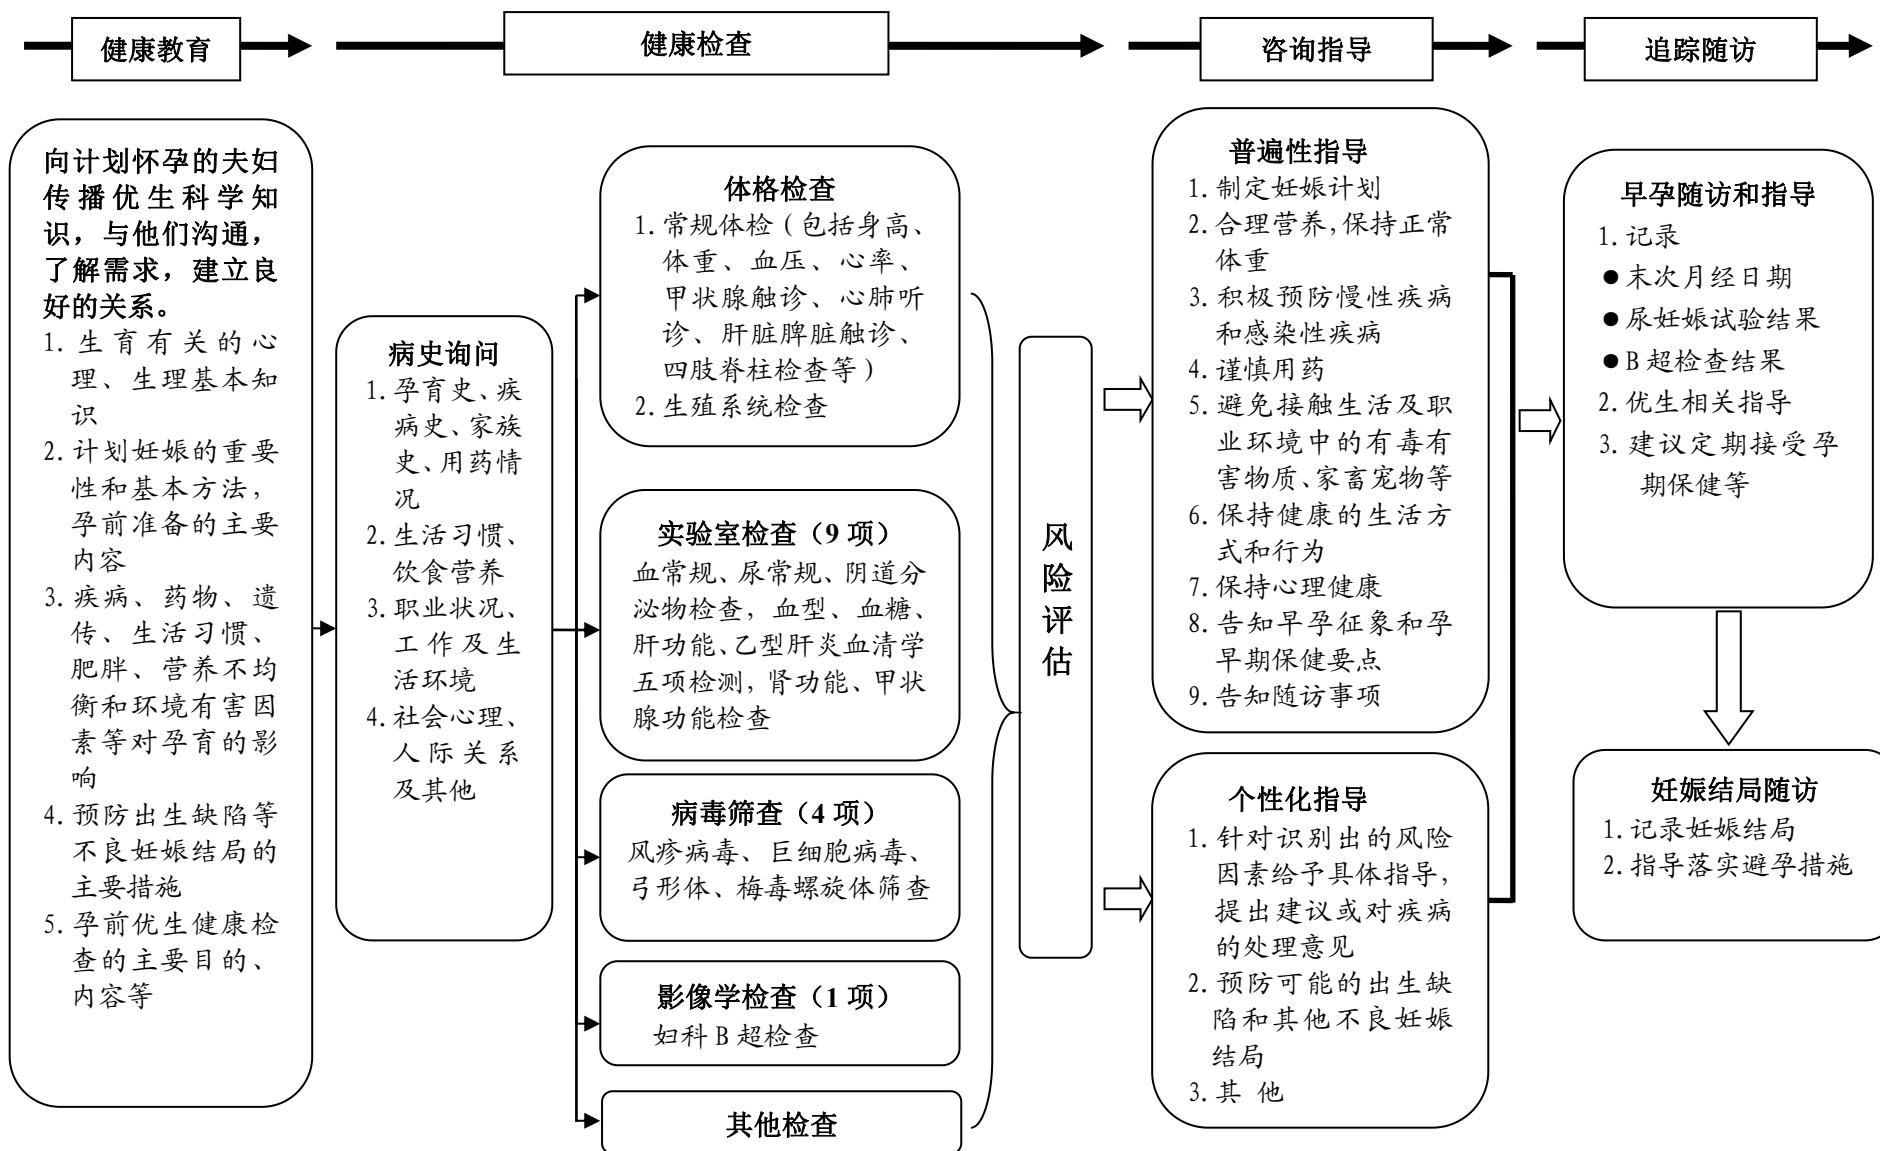 健康教育
健康检查
咨询指导
追踪随访
向计划怀孕的夫妇
传播优生科学知
识，与他们沟通，
了解需求，建立良
好的关系。
1. 生育有关的心
理、生理基本知
识
2. 计划妊娠的重要
性和基本方法，
孕前准备的主要
内容
3. 疾病、药物、遗
传、生活习惯、
肥胖、营养不均
衡和环境有害因
素等对孕育的影
响
4. 预防出生缺陷等
不良妊娠结局的
主要措施
5. 孕前优生健康检
查的主要目的、
内容等
病史询问
1. 孕育史、疾
病史、家族
史、用药情
况
2. 生活习惯、
饮食营养
3. 职业状况、
工作及生
活环境
4. 社会心理、
人际关系
及其他
体格检查
1. 常规体检（包括身高、
体重、血压、心率、
甲状腺触诊、心肺听
诊、肝脏脾脏触诊、
四肢脊柱检查等）
2. 生殖系统检查
实验室检查（9 项）
血常规、尿常规、阴道分
泌物检查，血型、血糖、
肝功能、乙型肝炎血清学
五项检测，肾功能、甲状
腺功能检查
病毒筛查（4 项）
风疹病毒、巨细胞病毒、
弓形体、梅毒螺旋体筛查
影像学检查（1 项）
妇科 B 超检查
其他检查
风
险
评
估
普遍性指导
1. 制定妊娠计划
2. 合理营养，保持正常
体重
3. 积极预防慢性疾病
和感染性疾病
4. 谨慎用药
5. 避免接触生活及职
业环境中的有毒有
害物质、家畜宠物等
6. 保持健康的生活方
式和行为
7. 保持心理健康
8. 告知早孕征象和孕
早期保健要点
9. 告知随访事项
个性化指导
1. 针对识别出的风险
因素给予具体指导，
提出建议或对疾病
的处理意见
2. 预防可能的出生缺
陷和其他不良妊娠
结局
3. 其 他
早孕随访和指导
1. 记录
●末次月经日期
●尿妊娠试验结果
●B 超检查结果
2. 优生相关指导
3. 建议定期接受孕
期保健等
妊娠结局随访
1. 记录妊娠结局
2. 指导落实避孕措施